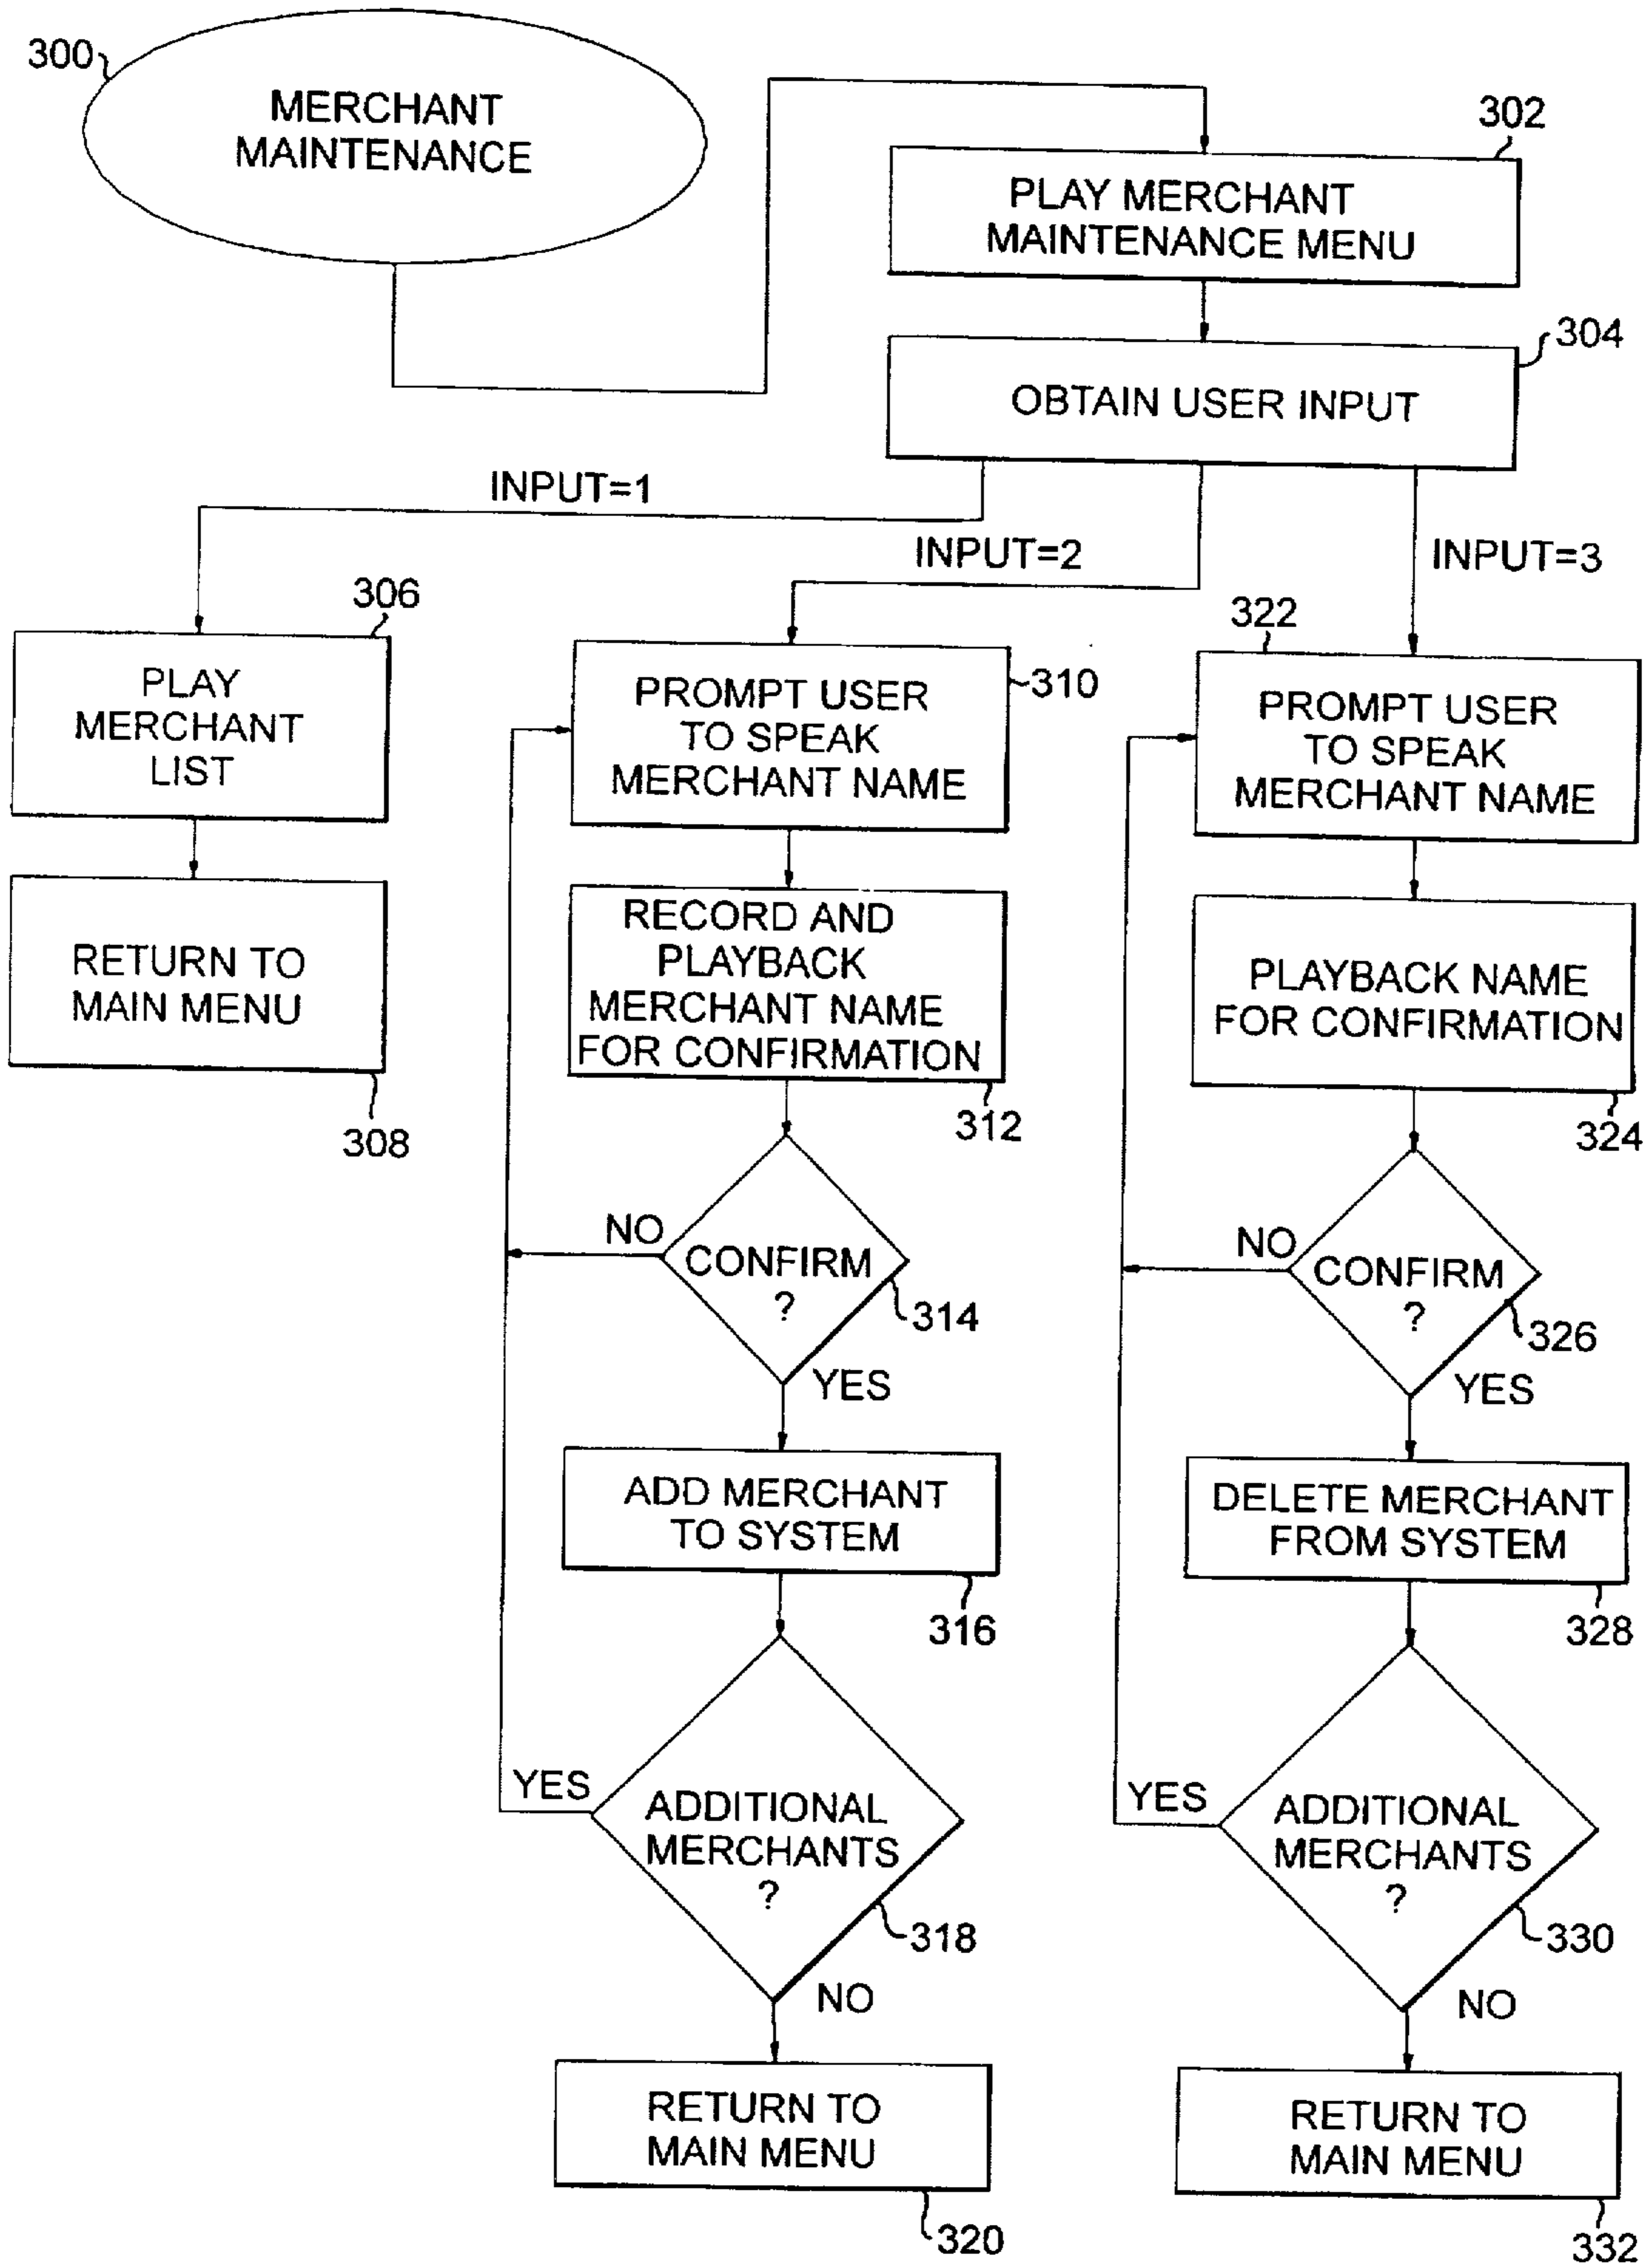 300
MERCHANT
MAINTENANCE
302
PLAY MERCHANT
MAINTENANCE MENU
304
OBTAIN USER INPUT
INPUT=1
INPUT=2
INPUT=3
306
PLAY
MERCHANT
LIST
RETURN TO
MAIN MENU
308
310
PROMPT USER
TO SPEAK
MERCHANT NAME
RECORD AND
PLAYBACK
MERCHANT NAME
FOR CONFIRMATION
312
NO
CONFIRM
?
314
YES
ADD MERCHANT
TO SYSTEM
316
YES
ADDITIONAL
MERCHANTS
?
318
NO
RETURN TO
MAIN MENU
320
322
PROMPT USER
TO SPEAK
MERCHANT NAME
PLAYBACK NAME
FOR CONFIRMATION
324
NO
CONFIRM
?
326
YES
DELETE MERCHANT
FROM SYSTEM
328
YES
ADDITIONAL
MERCHANTS
?
330
NO
RETURN TO
MAIN MENU
332